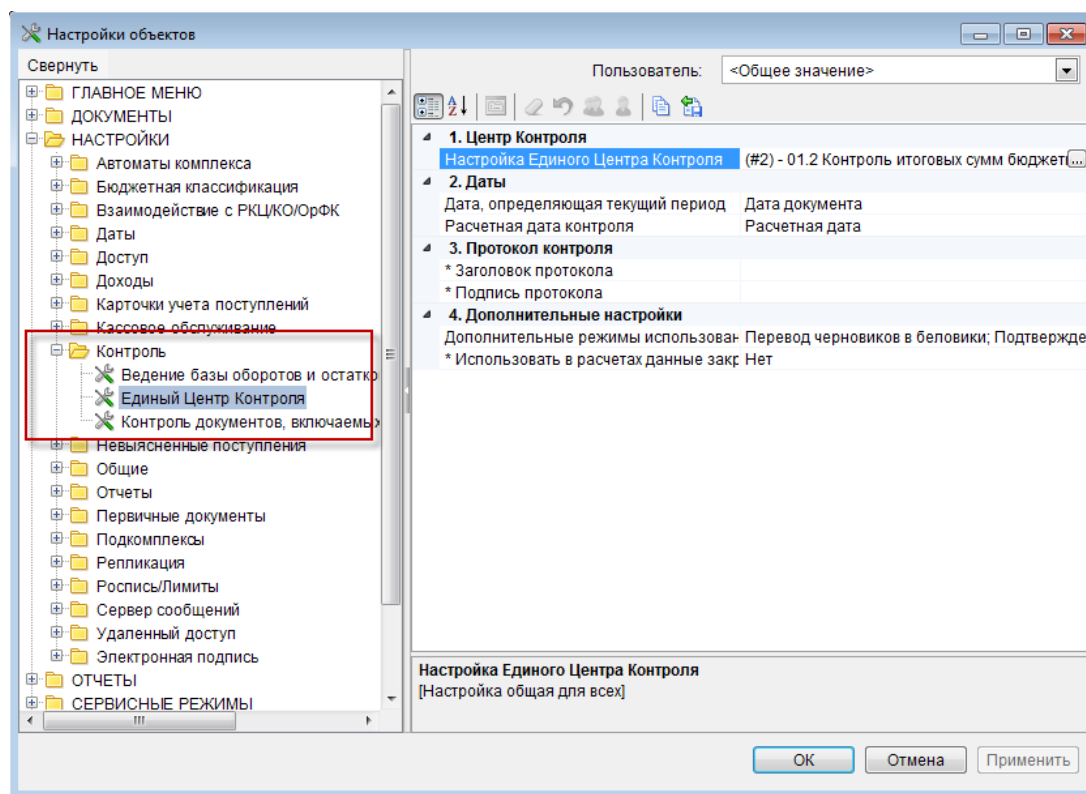 Настройки объектов
Свернуть
ГЛАВНОЕ МЕНЮ
ДОКУМЕНТЫ
НАСТРОЙКИ
Автоматы комплекса
Бюджетная классификация
Взаимодействие с РКЦ/КО/ОрФК
Даты
Доступ
Доходы
Карточки учета поступлений
Кассовое обслуживание
Контроль
Ведение базы оборотов и остатко
Единый Центр Контроля
Контроль документов, включаемых
Невыясненные поступления
Общие
Отчеты
Первичные документы
Подкомплексы
Репликация
Роспись/Лимиты
Сервер сообщений
Удаленный доступ
Электронная подпись
ОТЧЕТЫ
СЕРВИСНЫЕ РЕЖИМЫ
Пользователь: <Общее значение>
1. Центр Контроля
Настройка Единого Центра Контроля (#2) - 01.2 Контроль итоговых сумм бюджет ...
2. Даты
Дата, определяющая текущий период Дата документа
Расчетная дата контроля Расчетная дата
3. Протокол контроля
* Заголовок протокола
* Подпись протокола
4. Дополнительные настройки
Дополнительные режимы использован Перевод черновиков в беловики; Подтвержде
* Использовать в расчетах данные закр Нет
Настройка Единого Центра Контроля
[Настройка общая для всех]
ОК Отмена Применить